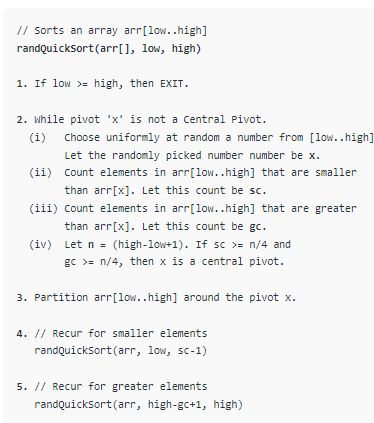 // Sorts an array arr[low..high]
randQuickSort(arr[], low, high)
1. If low >= high, then EXIT.
2. While pivot 'x' is not a Central Pivot.
(i) Choose uniformly at random a number from [low..high]
Let the randomly picked number number be x.
(ii) Count elements in arr[low..high] that are smaller
than arr[x]. Let this count be sc.
(iii) Count elements in arr[low..high] that are greater
than arr[x]. Let this count be gc.
(iv) Let n = (high-low+1). If sc >= n/4 and
gc >= n/4, then x is a central pivot.
3. Partition arr[low..high] around the pivot x.
4. // Recur for smaller elements
randQuickSort(arr, low, sc-1)
5. // Recur for greater elements
randQuickSort(arr, high-gc+1, high)